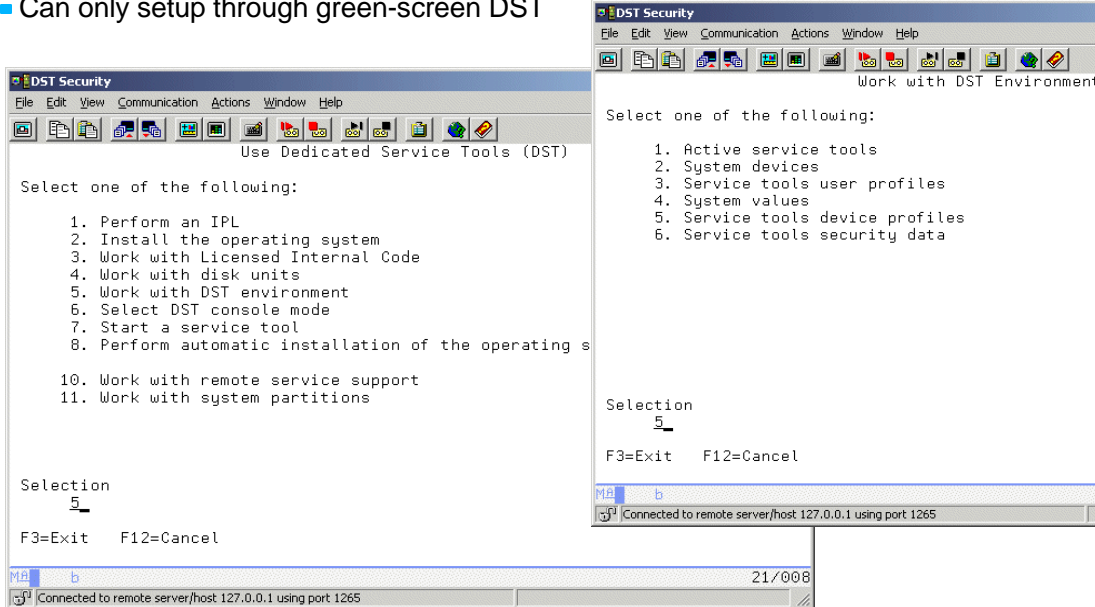 Can only setup through green-screen DST
DST Security
File Edit View Communication Actions Window Help
Use Dedicated Service Tools (DST)
Select one of the following:
1. Perform an IPL
2. Install the operating system
3. Work with Licensed Internal Code
4. Work with disk units
5. Work with DST environment
6. Select DST console mode
7. Start a service tool
8. Perform automatic installation of the operating s
10. Work with remote service support
11. Work with system partitions
Selection
5_
F3=Exit F12=Cancel
MA b 21/008
Connected to remote server/host 127.0.0.1 using port 1265
DST Security
File Edit View Communication Actions Window Help
Work with DST Environment
Select one of the following:
1. Active service tools
2. System devices
3. Service tools user profiles
4. System values
5. Service tools device profiles
6. Service tools security data
Selection
5_
F3=Exit F12=Cancel
MA b
Connected to remote server/host 127.0.0.1 using port 1265